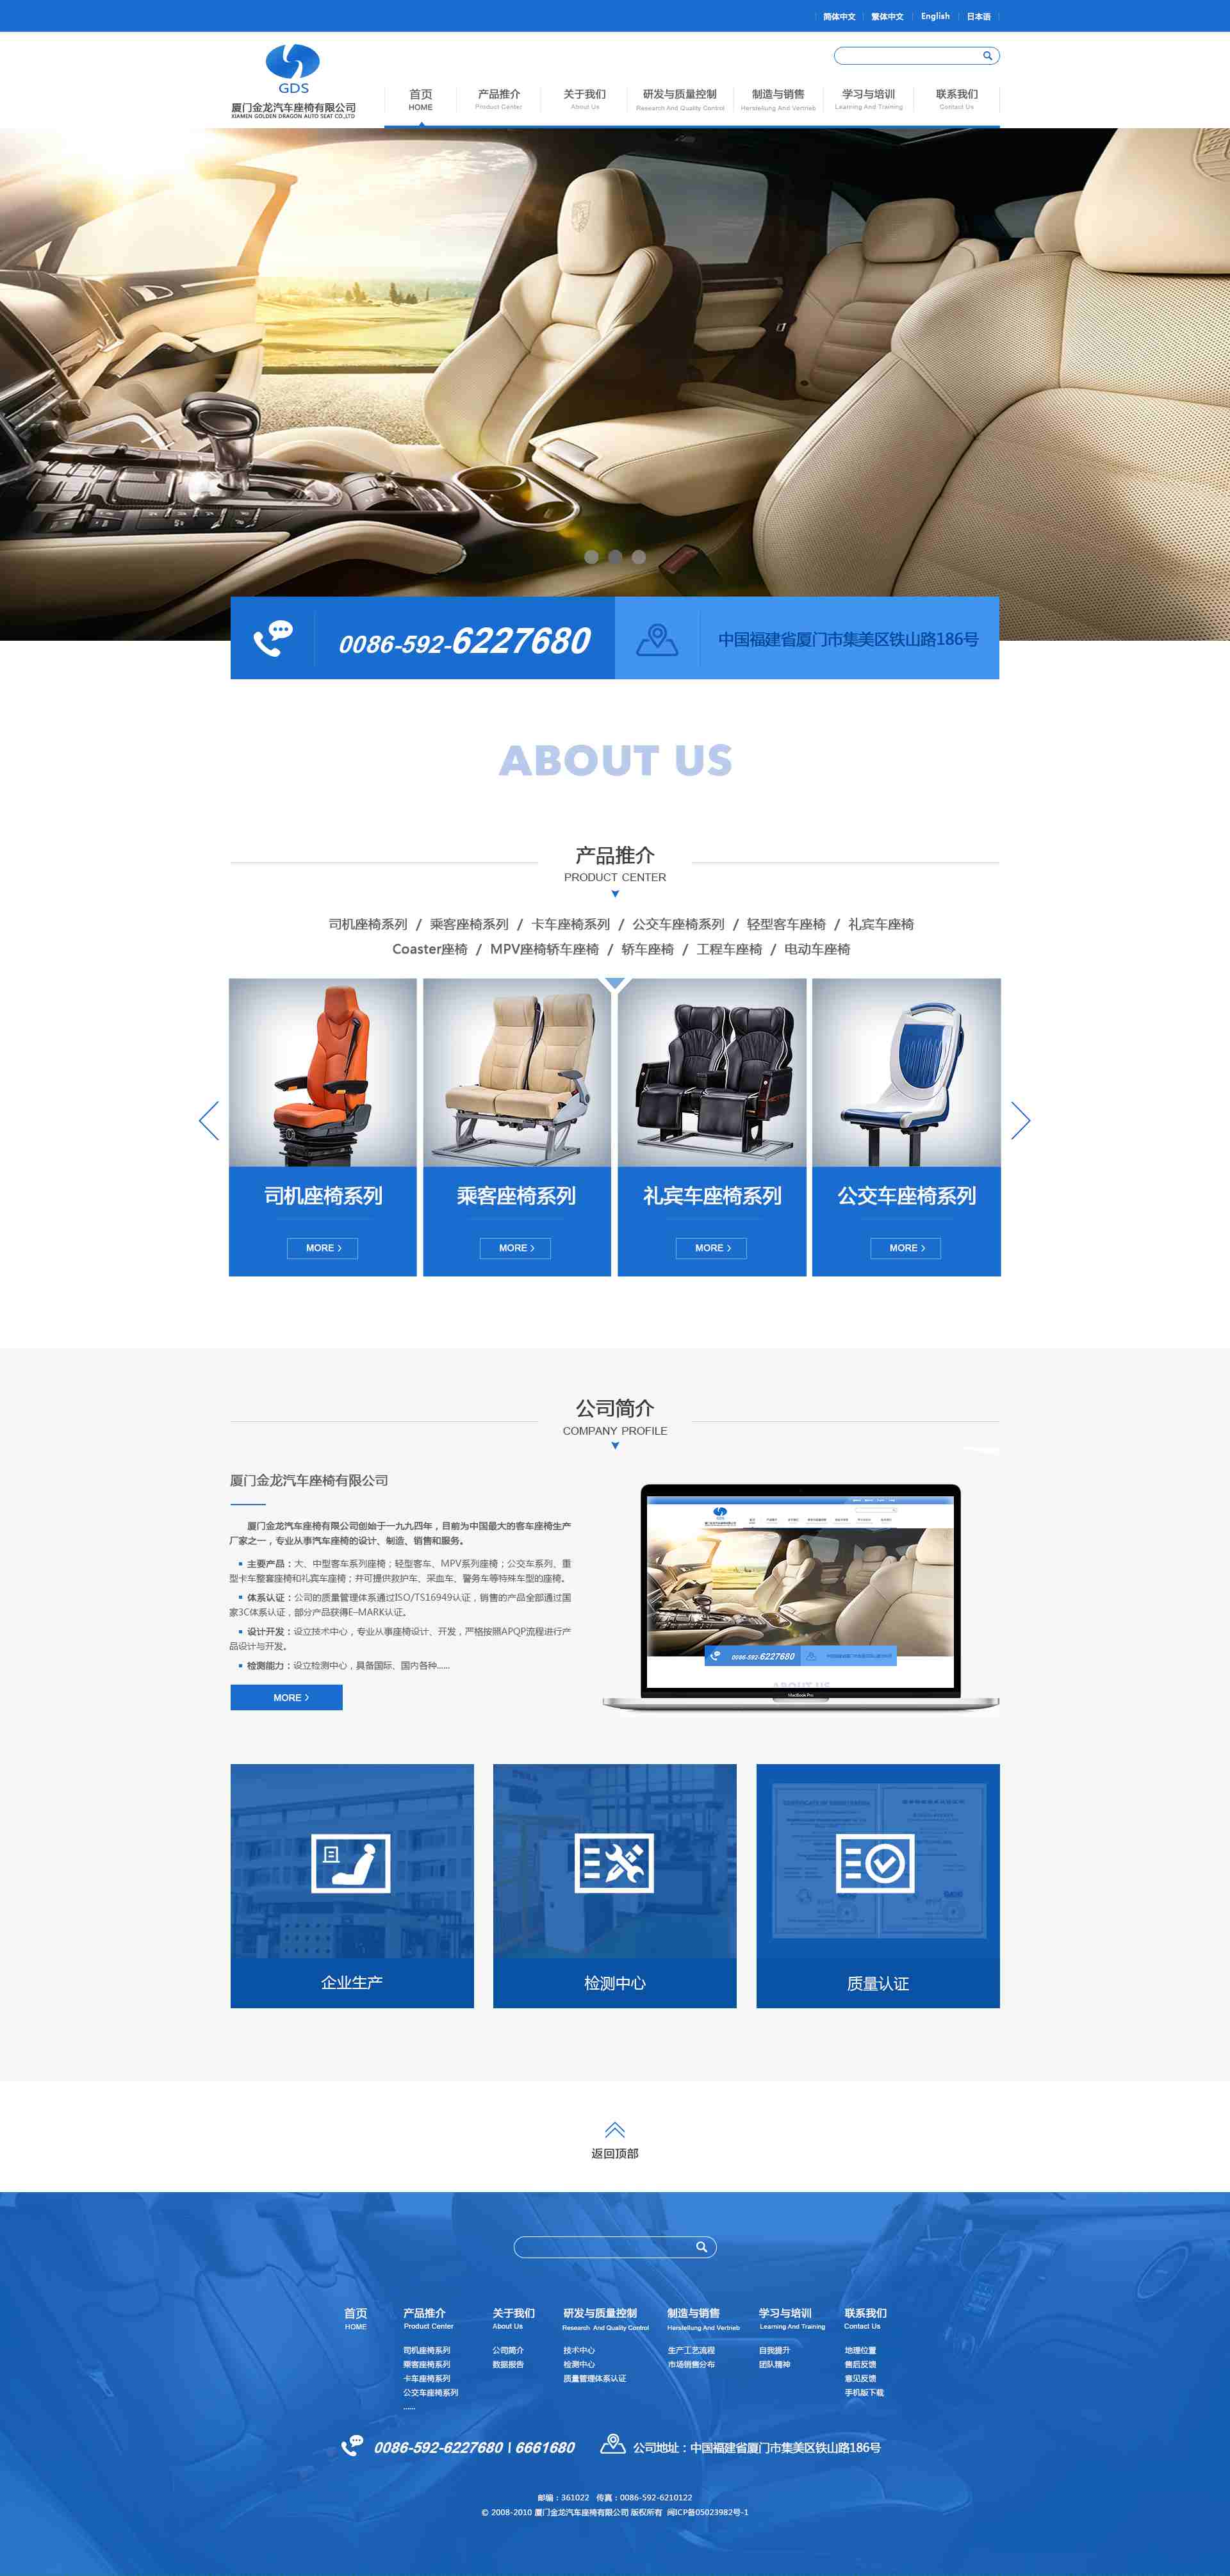 简体中文 繁体中文 English 日本语
GDS
厦门金龙汽车座椅有限公司
XIAMEN GOLDEN DRAGON AUTO SEAT CO.,LTD
首页 产品推介 关于我们 研发与质量控制 制造与销售 学习与培训 联系我们
HOME Product Center About Us Research And Quality Control Herstellung And Vertrieb Learning And Training Contact Us
0086-592-6227680 中国福建省厦门市集美区铁山路186号
ABOUT US
产品推介
PRODUCT CENTER
司机座椅系列 / 乘客座椅系列 / 卡车座椅系列 / 公交车座椅系列 / 轻型客车座椅 / 礼宾车座椅
Coaster座椅 / MPV座椅轿车座椅 / 轿车座椅 / 工程车座椅 / 电动车座椅
司机座椅系列 乘客座椅系列 礼宾车座椅系列 公交车座椅系列
MORE MORE MORE MORE
公司简介
COMPANY PROFILE
厦门金龙汽车座椅有限公司
厦门金龙汽车座椅有限公司创始于一九九四年，目前为中国最大的客车座椅生产
厂家之一，专业从事汽车座椅的设计、制造、销售和服务。
主要产品：大、中型客车系列座椅；轻型客车、MPV系列座椅；公交车系列、重
型卡车整套座椅和礼宾车座椅；并可提供救护车、采血车、警务车等特殊车型的座椅。
体系认证：公司的质量管理体系通过ISO/TS16949认证，销售的产品全部通过国
家3C体系认证，部分产品获得E-MARK认证。
设计开发：设立技术中心，专业从事座椅设计、开发，严格按照APQP流程进行产
品设计与开发。
检测能力：设立检测中心，具备国际、国内各种......
MORE
0086-592-6227680
ABOUT US
MacBook Pro
企业生产 检测中心 质量认证
返回顶部
首页 产品推介 关于我们 研发与质量控制 制造与销售 学习与培训 联系我们
HOME Product Center About Us Research And Quality Control Herstellung And Vertrieb Learning And Training Contact Us
司机座椅系列 公司简介 技术中心 生产工艺流程 自我提升 地理位置
乘客座椅系列 数据报告 检测中心 市场销售分布 团队精神 售后反馈
卡车座椅系列 质量管理体系认证 意见反馈
公交车座椅系列 手机版下载
......
0086-592-6227680 | 6661680 公司地址：中国福建省厦门市集美区铁山路186号
邮编：361022 传真：0086-592-6210122
© 2008-2010 厦门金龙汽车座椅有限公司 版权所有 闽ICP备05023982号-1